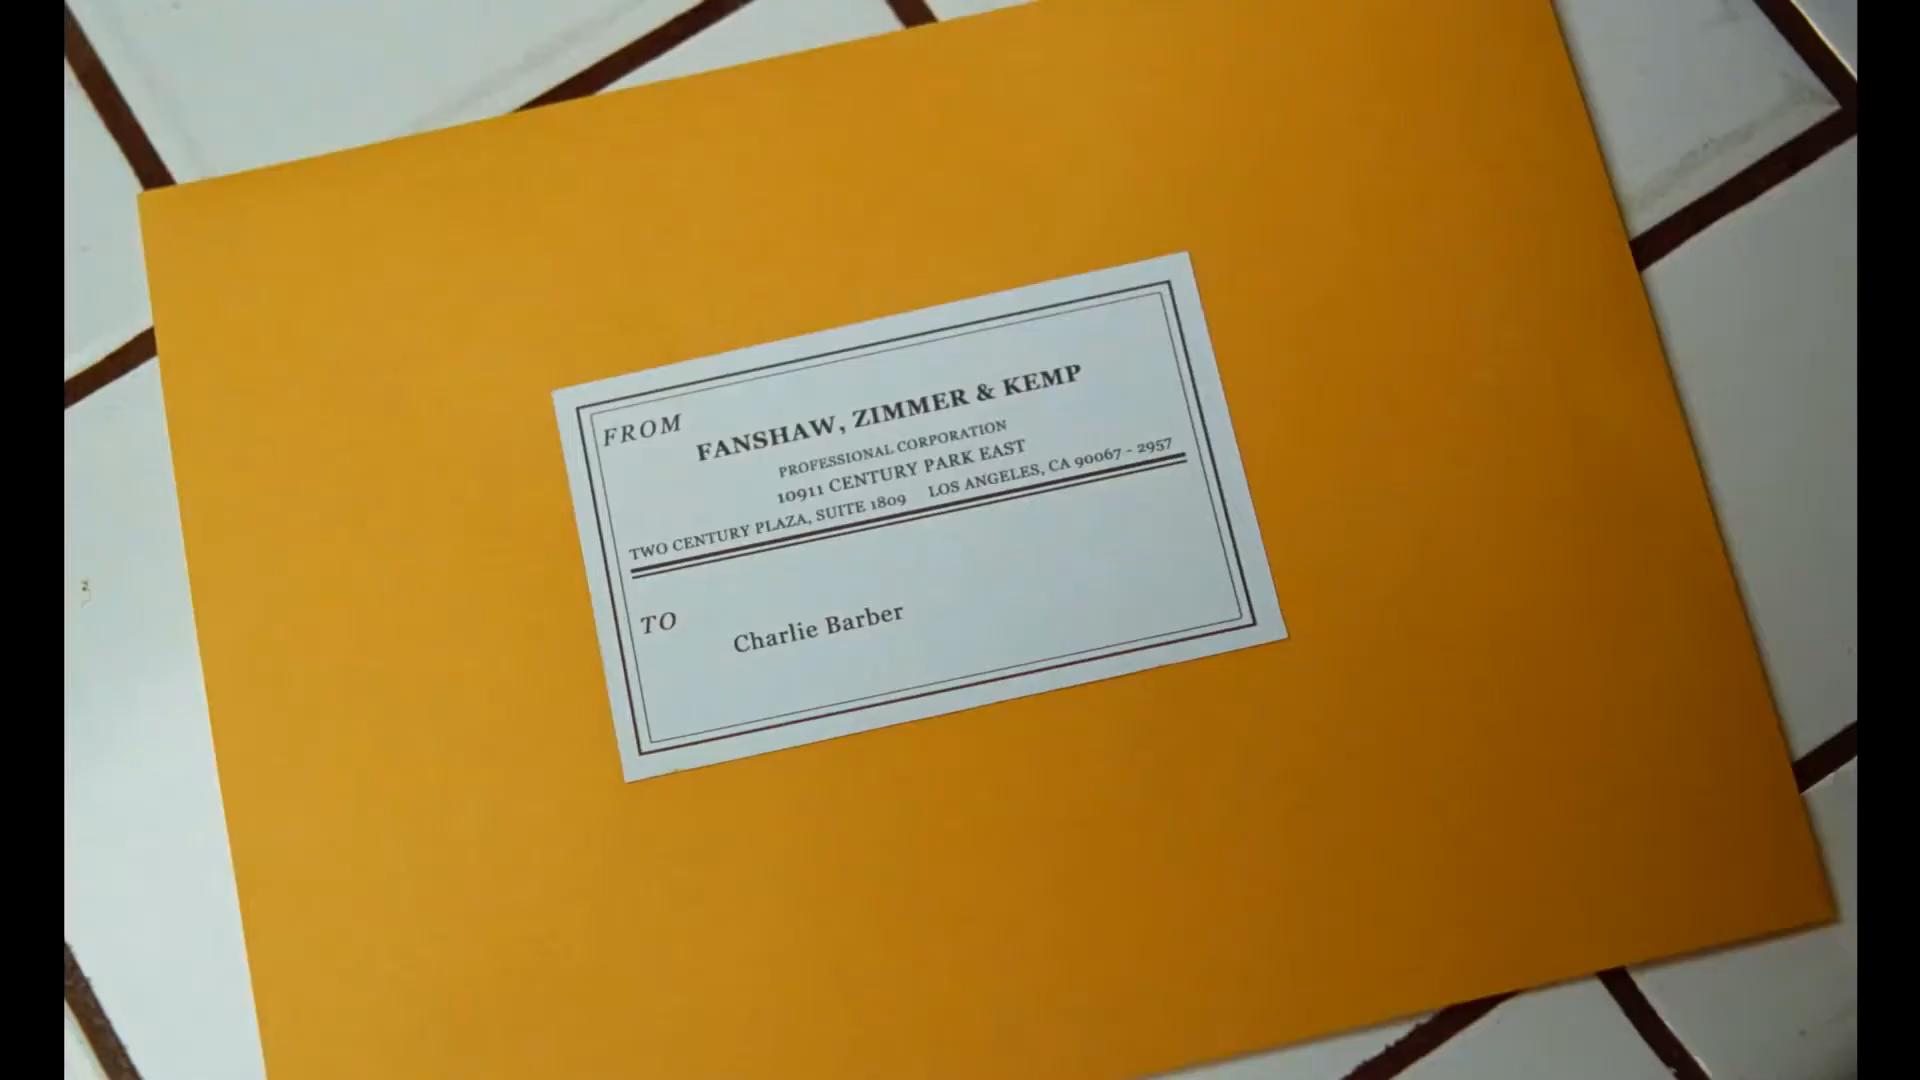 FROM
FANSHAW, ZIMMER & KEMP
PROFESSIONAL CORPORATION
10911 CENTURY PARK EAST
TWO CENTURY PLAZA, SUITE 1809 LOS ANGELES, CA 90067 - 2957
TO
Charlie Barber